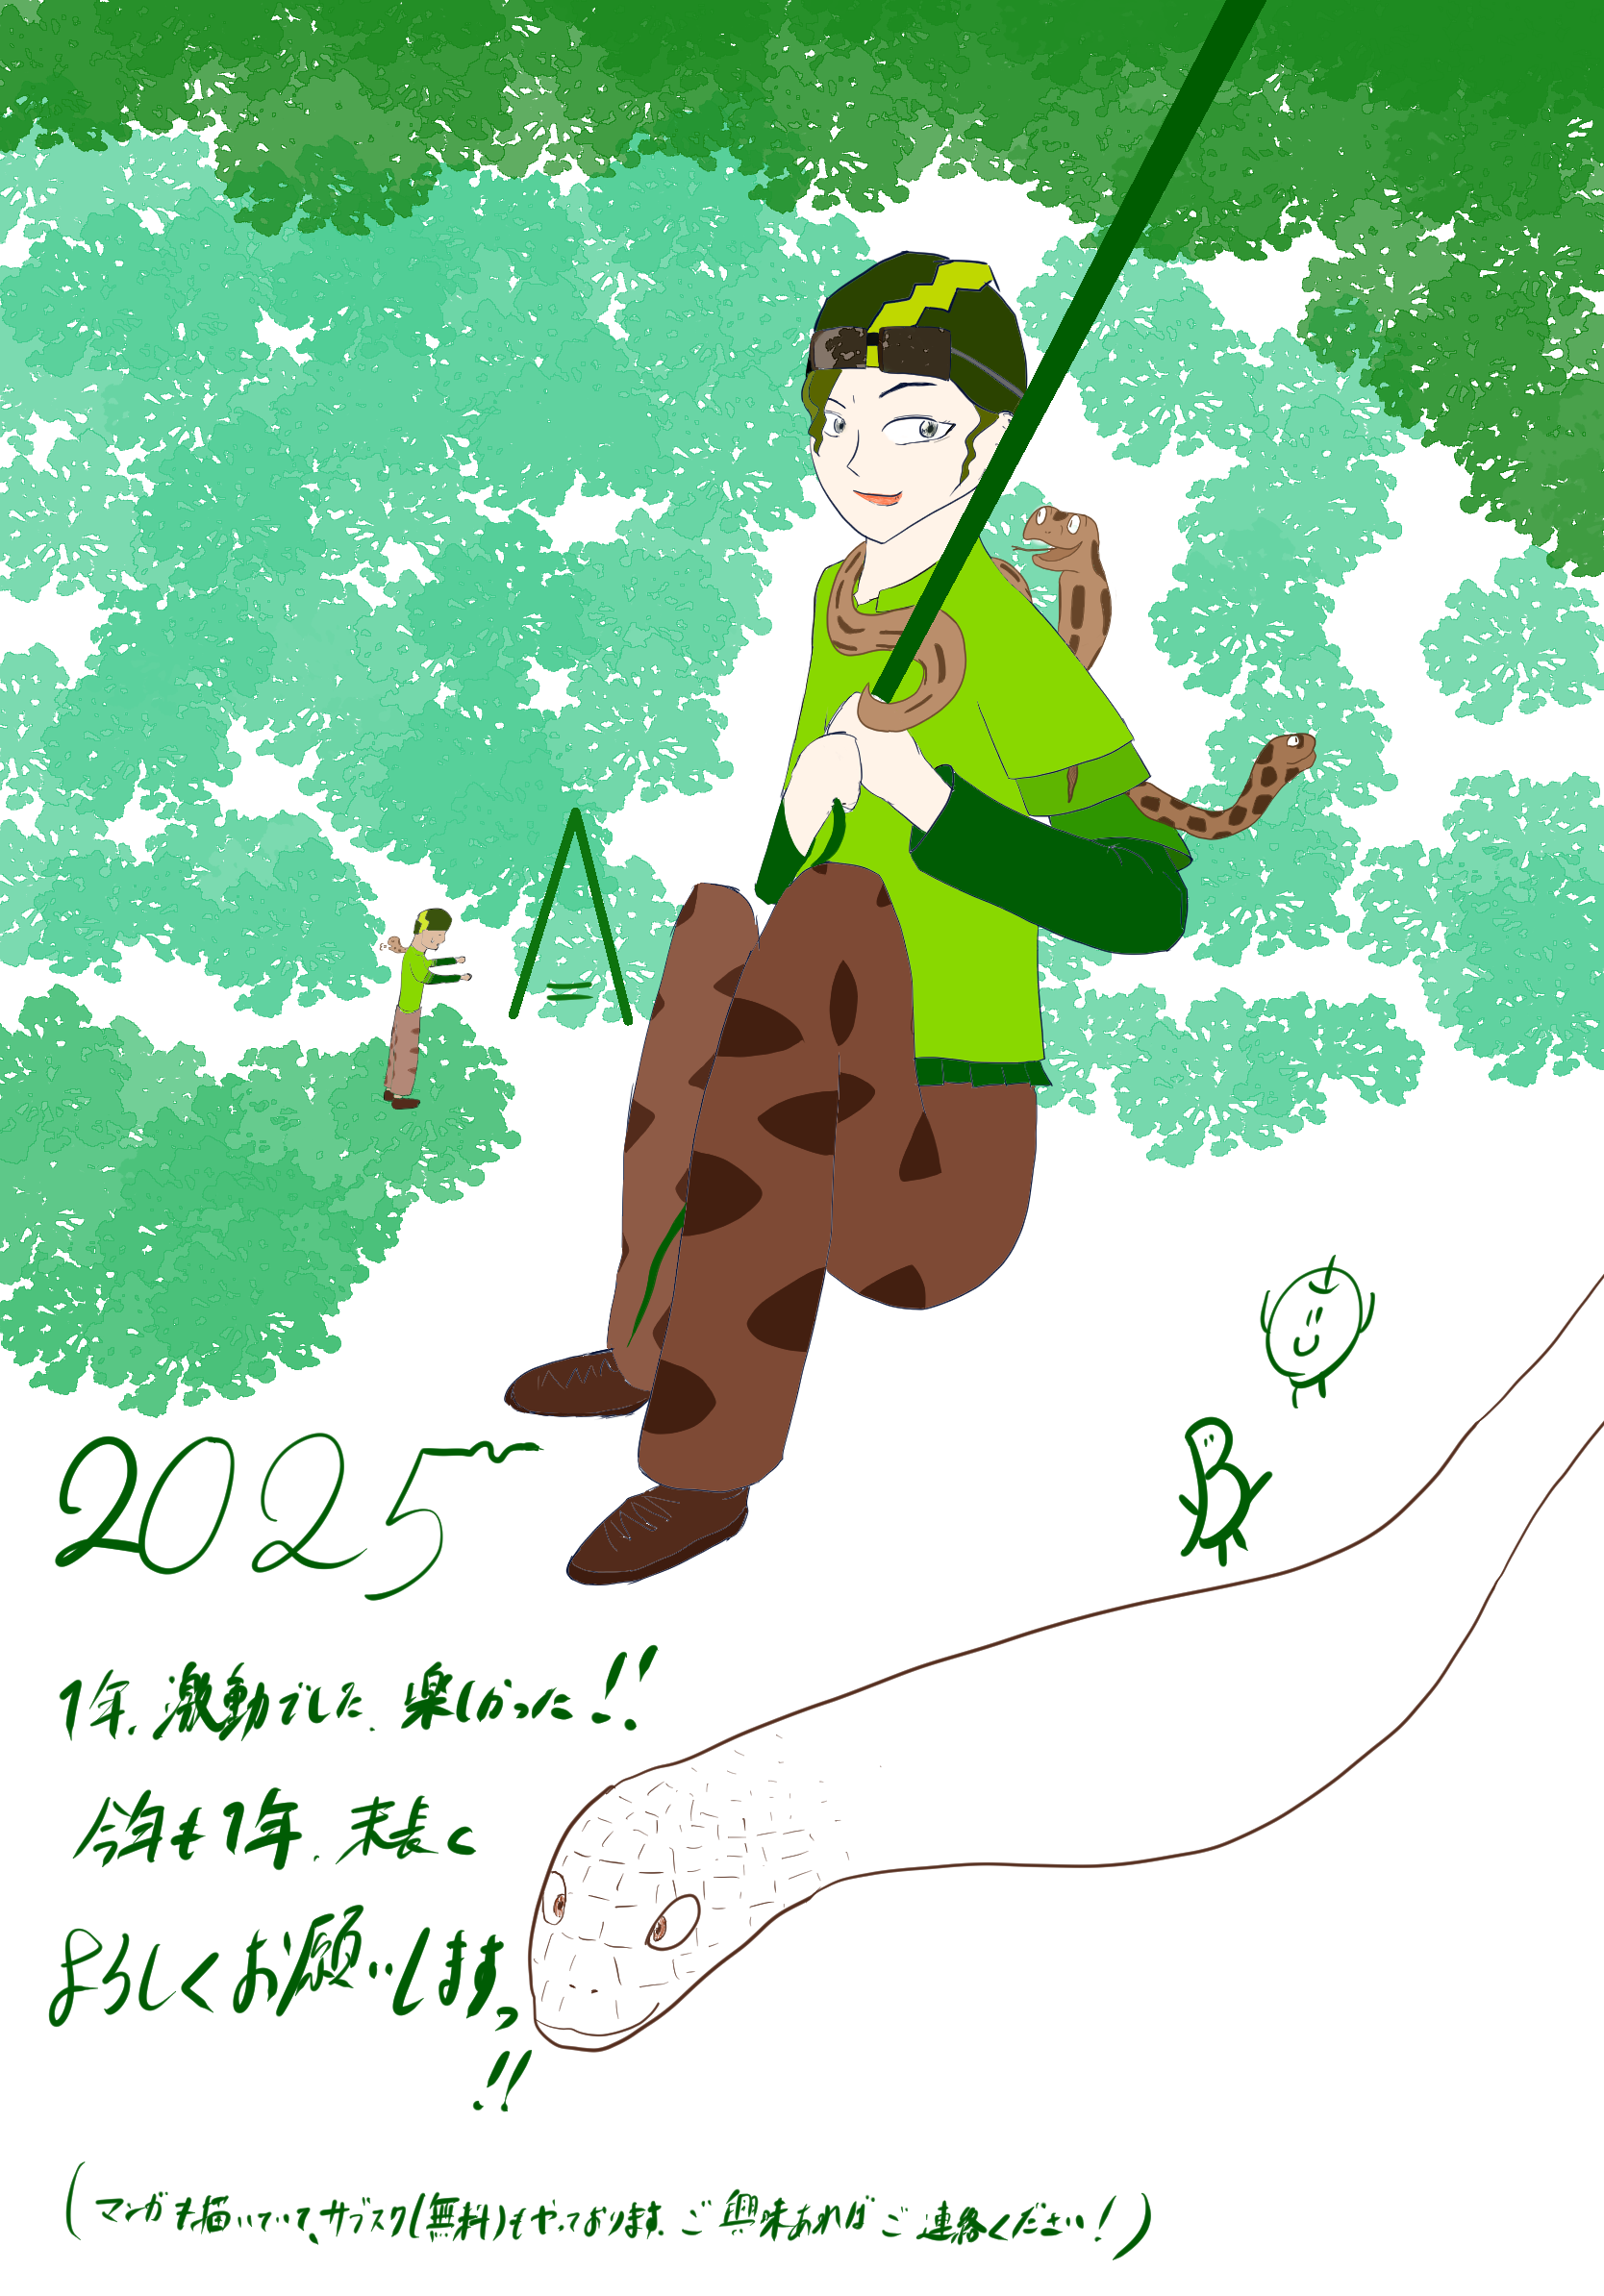 2025
1年、激動でした、楽しかった!!
今年も1年、末長く
よろしくお願いしますっ
!!
(マンガも描いていて、サブスク(無料)もやっております。ご興味あればご連絡ください!)